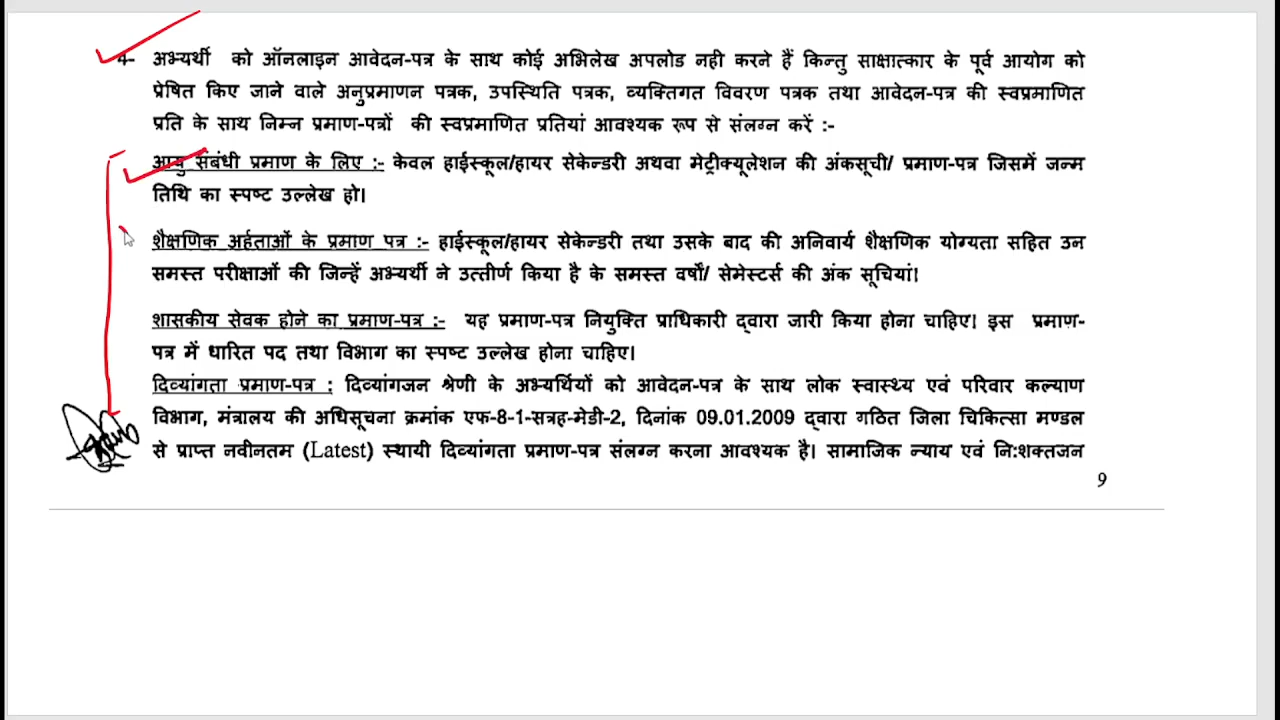 4- अभ्यर्थी को ऑनलाइन आवेदन-पत्र के साथ कोई अभिलेख अपलोड नही करने हैं किन्तु साक्षात्कार के पूर्व आयोग को
प्रेषित किए जाने वाले अनुप्रमाणन पत्रक, उपस्थिति पत्रक, व्यक्तिगत विवरण पत्रक तथा आवेदन-पत्र की स्वप्रमाणित
प्रति के साथ निम्न प्रमाण-पत्रों की स्वप्रमाणित प्रतियां आवश्यक रूप से संलग्न करें :-
आयु संबंधी प्रमाण के लिए :- केवल हाईस्कूल/हायर सेकेन्डरी अथवा मेट्रीक्यूलेशन की अंकसूची/ प्रमाण-पत्र जिसमें जन्म
तिथि का स्पष्ट उल्लेख हो।
शैक्षणिक अर्हताओं के प्रमाण पत्र :- हाईस्कूल/हायर सेकेन्डरी तथा उसके बाद की अनिवार्य शैक्षणिक योग्यता सहित उन
समस्त परीक्षाओं की जिन्हें अभ्यर्थी ने उत्तीर्ण किया है के समस्त वर्षों/ सेमेस्टर्स की अंक सूचियां।
शासकीय सेवक होने का प्रमाण-पत्र :- यह प्रमाण-पत्र नियुक्ति प्राधिकारी द्वारा जारी किया होना चाहिए। इस प्रमाण-
पत्र में धारित पद तथा विभाग का स्पष्ट उल्लेख होना चाहिए।
दिव्यांगता प्रमाण-पत्र : दिव्यांगजन श्रेणी के अभ्यर्थियों को आवेदन-पत्र के साथ लोक स्वास्थ्य एवं परिवार कल्याण
विभाग, मंत्रालय की अधिसूचना क्रमांक एफ-8-1-सत्रह-मेडी-2, दिनांक 09.01.2009 द्वारा गठित जिला चिकित्सा मण्डल
से प्राप्त नवीनतम (Latest) स्थायी दिव्यांगता प्रमाण-पत्र संलग्न करना आवश्यक है। सामाजिक न्याय एवं नि:शक्तजन
9